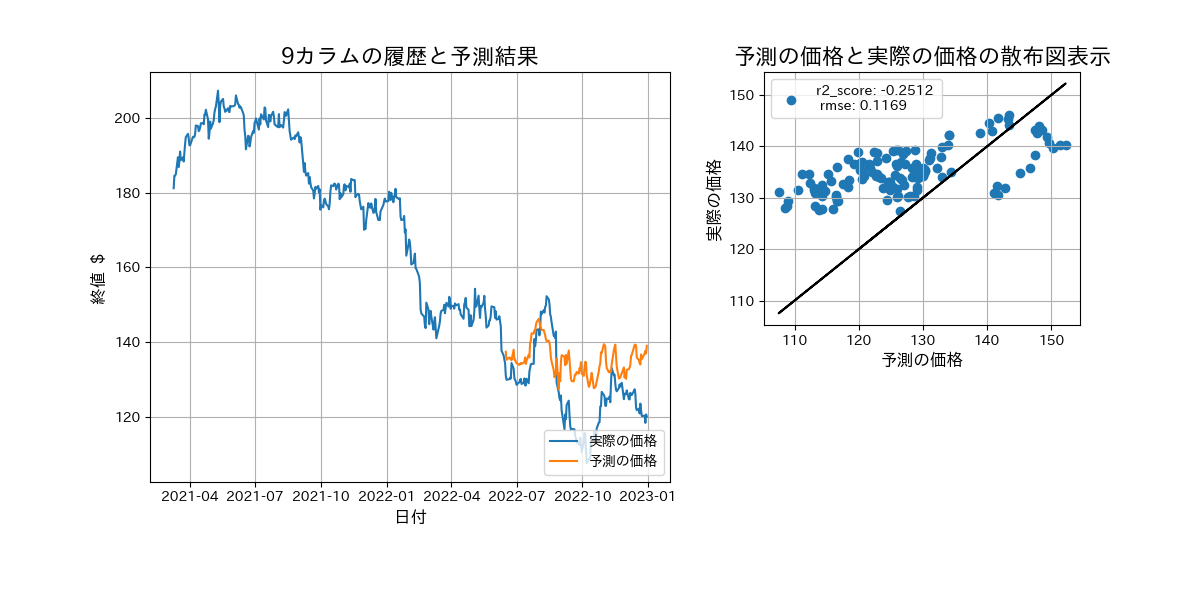 9カラムの履歴と予測結果
終値 $
200
180
160
140
120
2021-04 2021-07 2021-10 2022-01 2022-04 2022-07 2022-10 2023-01
日付
実際の価格
予測の価格
予測の価格と実際の価格の散布図表示
実際の価格
150
140
130
120
110
r2_score: -0.2512
rmse: 0.1169
110 120 130 140 150
予測の価格